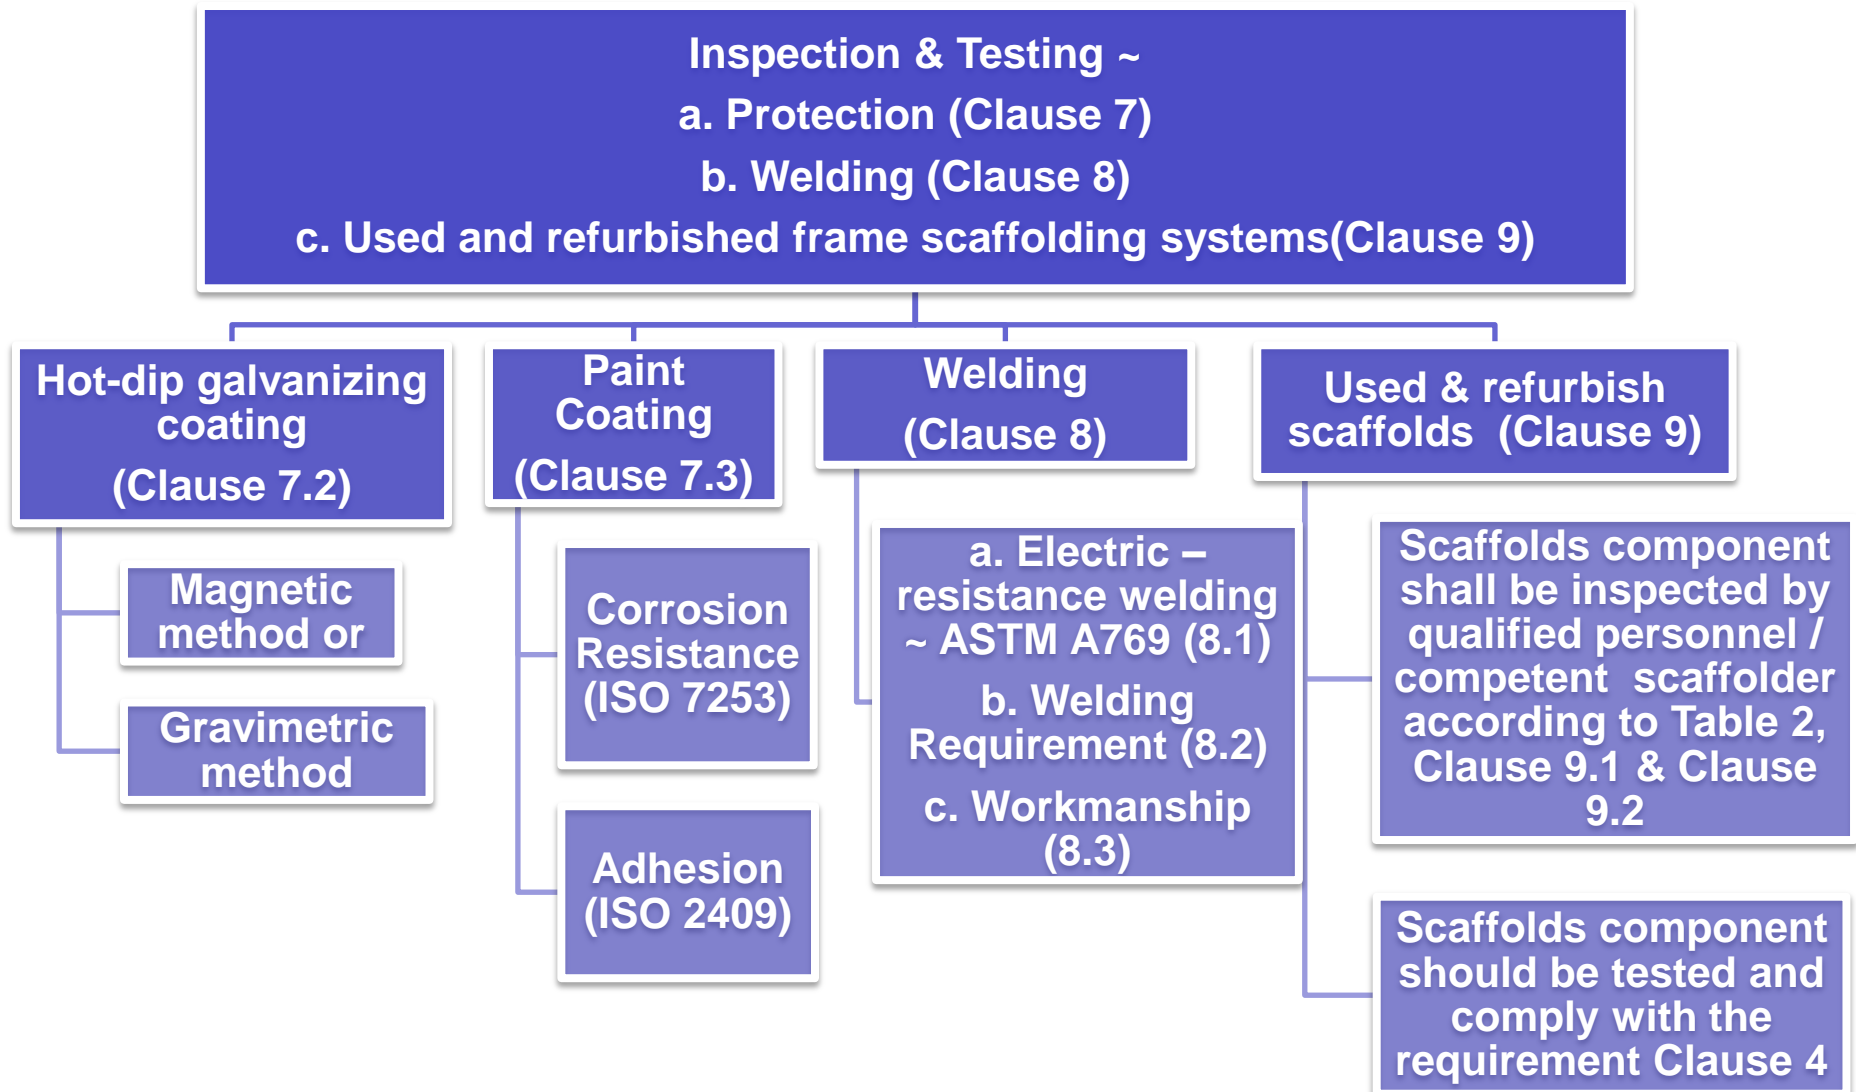 Inspection & Testing ~
a. Protection (Clause 7)
b. Welding (Clause 8)
c. Used and refurbished frame scaffolding systems(Clause 9)
Hot-dip galvanizing
coating
(Clause 7.2)
Magnetic
method or
Gravimetric
method
Paint
Coating
(Clause 7.3)
Corrosion
Resistance
(ISO 7253)
Adhesion
(ISO 2409)
Welding
(Clause 8)
a. Electric –
resistance welding
~ ASTM A769 (8.1)
b. Welding
Requirement (8.2)
c. Workmanship
(8.3)
Used & refurbish
scaffolds (Clause 9)
Scaffolds component
shall be inspected by
qualified personnel /
competent scaffolder
according to Table 2,
Clause 9.1 & Clause
9.2
Scaffolds component
should be tested and
comply with the
requirement Clause 4